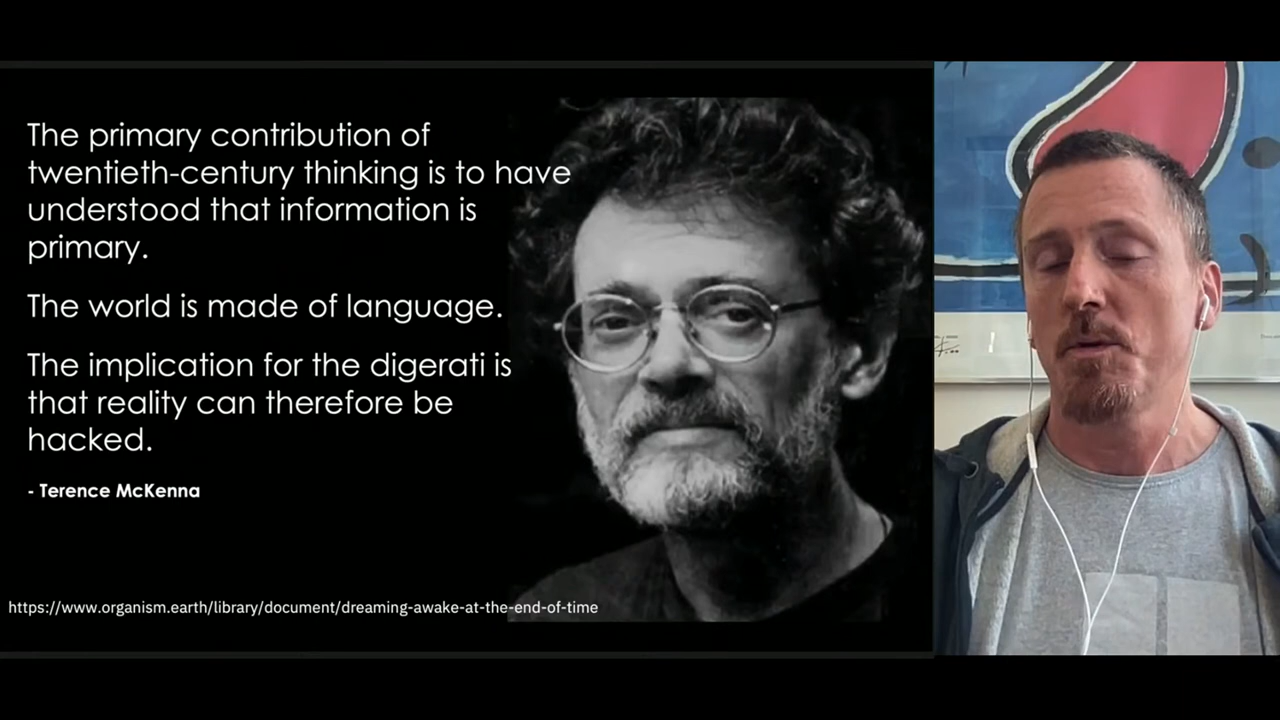 The primary contribution of
twentieth-century thinking is to have
understood that information is
primary.
The world is made of language.
The implication for the digerati is
that reality can therefore be
hacked.
- Terence McKenna
https://www.organism.earth/library/document/dreaming-awake-at-the-end-of-time